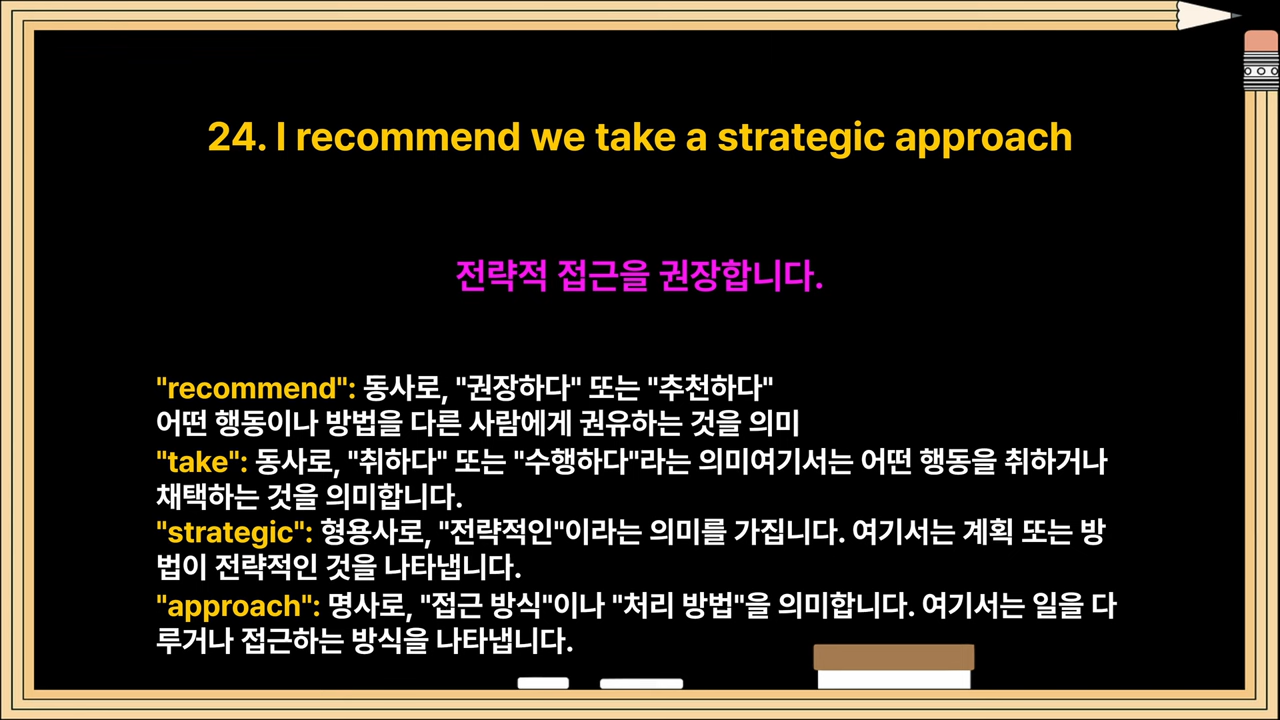 24. I recommend we take a strategic approach
전략적 접근을 권장합니다.
"recommend": 동사로, "권장하다" 또는 "추천하다"
어떤 행동이나 방법을 다른 사람에게 권유하는 것을 의미
"take": 동사로, "취하다" 또는 "수행하다"라는 의미여기서는 어떤 행동을 취하거나
채택하는 것을 의미합니다.
"strategic": 형용사로, "전략적인"이라는 의미를 가집니다. 여기서는 계획 또는 방
법이 전략적인 것을 나타냅니다.
"approach": 명사로, "접근 방식"이나 "처리 방법"을 의미합니다. 여기서는 일을 다
루거나 접근하는 방식을 나타냅니다.